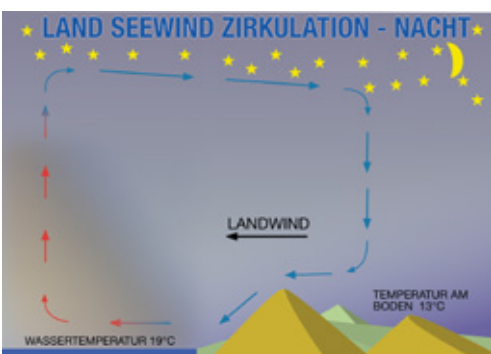 LAND SEEWIND ZIRKULATION - NACHT
LANDWIND
TEMPERATUR AM
BODEN 13°C
WASSERTEMPERATUR 19°C